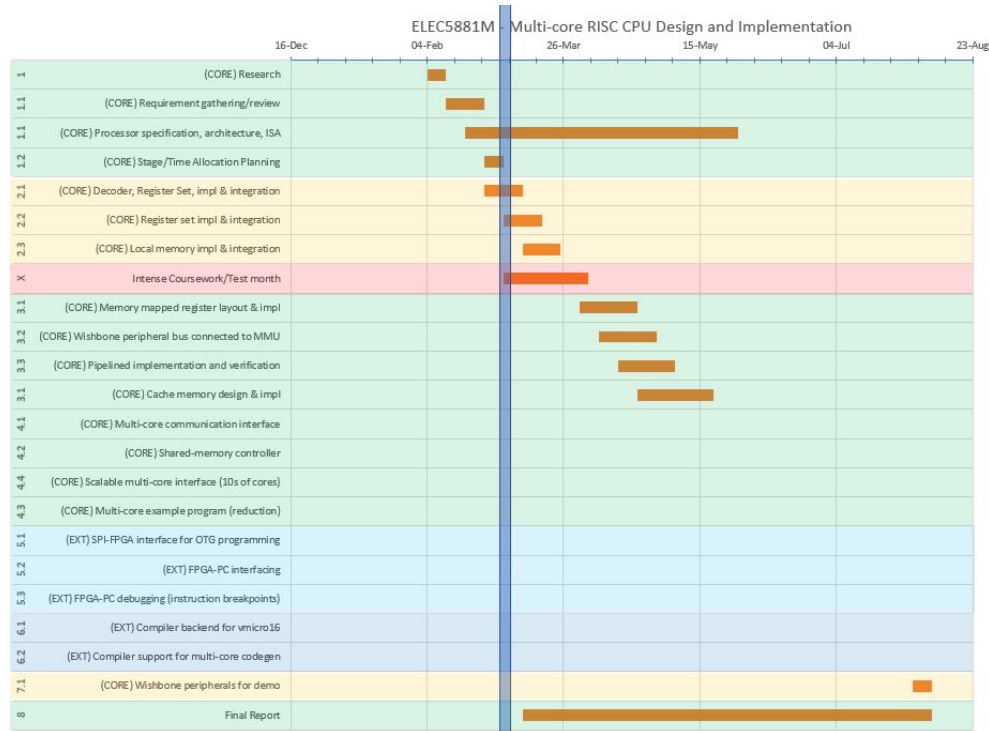 ELEC5881M - Multi-core RISC CPU Design and Implementation
16-Dec 04-Feb 26-Mar 15-May 04-Jul 23-Aug
1 (CORE) Research
1.1 (CORE) Requirement gathering/review
1.1 (CORE) Processor specification, architecture, ISA
1.2 (CORE) Stage/Time Allocation Planning
2.1 (CORE) Decoder, Register Set, impl & integration
2.2 (CORE) Register set impl & integration
2.3 (CORE) Local memory impl & integration
X Intense Coursework/Test month
3.1 (CORE) Memory mapped register layout & impl
3.2 (CORE) Wishbone peripheral bus connected to MMU
3.3 (CORE) Pipelined implementation and verification
3.1 (CORE) Cache memory design & impl
4.1 (CORE) Multi-core communication interface
4.2 (CORE) Shared-memory controller
4.4 (CORE) Scalable multi-core interface (10s of cores)
4.3 (CORE) Multi-core example program (reduction)
5.1 (EXT) SPI-FPGA interface for OTG programming
5.2 (EXT) FPGA-PC interfacing
5.3 (EXT) FPGA-PC debugging (instruction breakpoints)
6.1 (EXT) Compiler backend for vmicro16
6.2 (EXT) Compiler support for multi-core codegen
7.1 (CORE) Wishbone peripherals for demo
8 Final Report